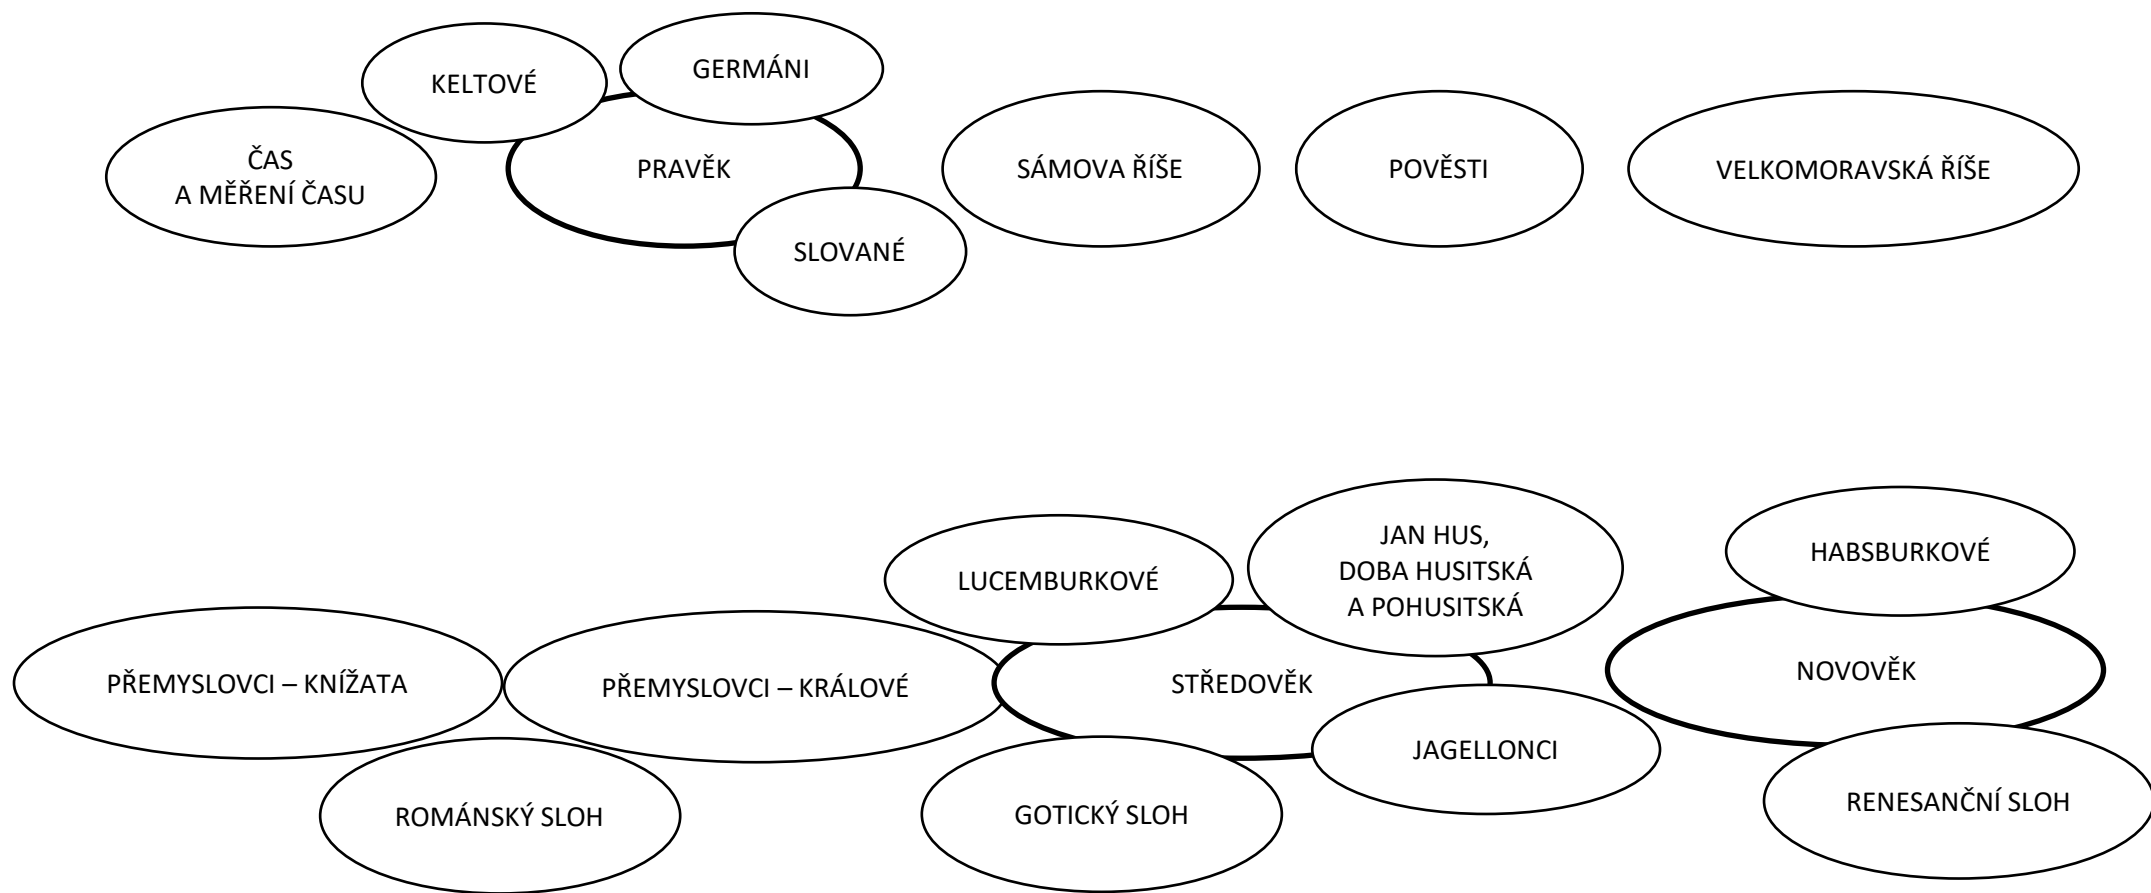 KELTOVÉ
GERMÁNI
ČAS
A MĚŘENÍ ČASU
PRAVĚK
SLOVANÉ
SÁMOVA ŘÍŠE
POVĚSTI
VELKOMORAVSKÁ ŘÍŠE
PŘEMYSLOVCI – KNÍŽATA
ROMÁNSKÝ SLOH
PŘEMYSLOVCI – KRÁLOVÉ
LUCEMBURKOVÉ
JAN HUS,
DOBA HUSITSKÁ
A POHUSITSKÁ
STŘEDOVĚK
GOTICKÝ SLOH
JAGELLONCI
HABSBURKOVÉ
NOVOVĚK
RENESANČNÍ SLOH